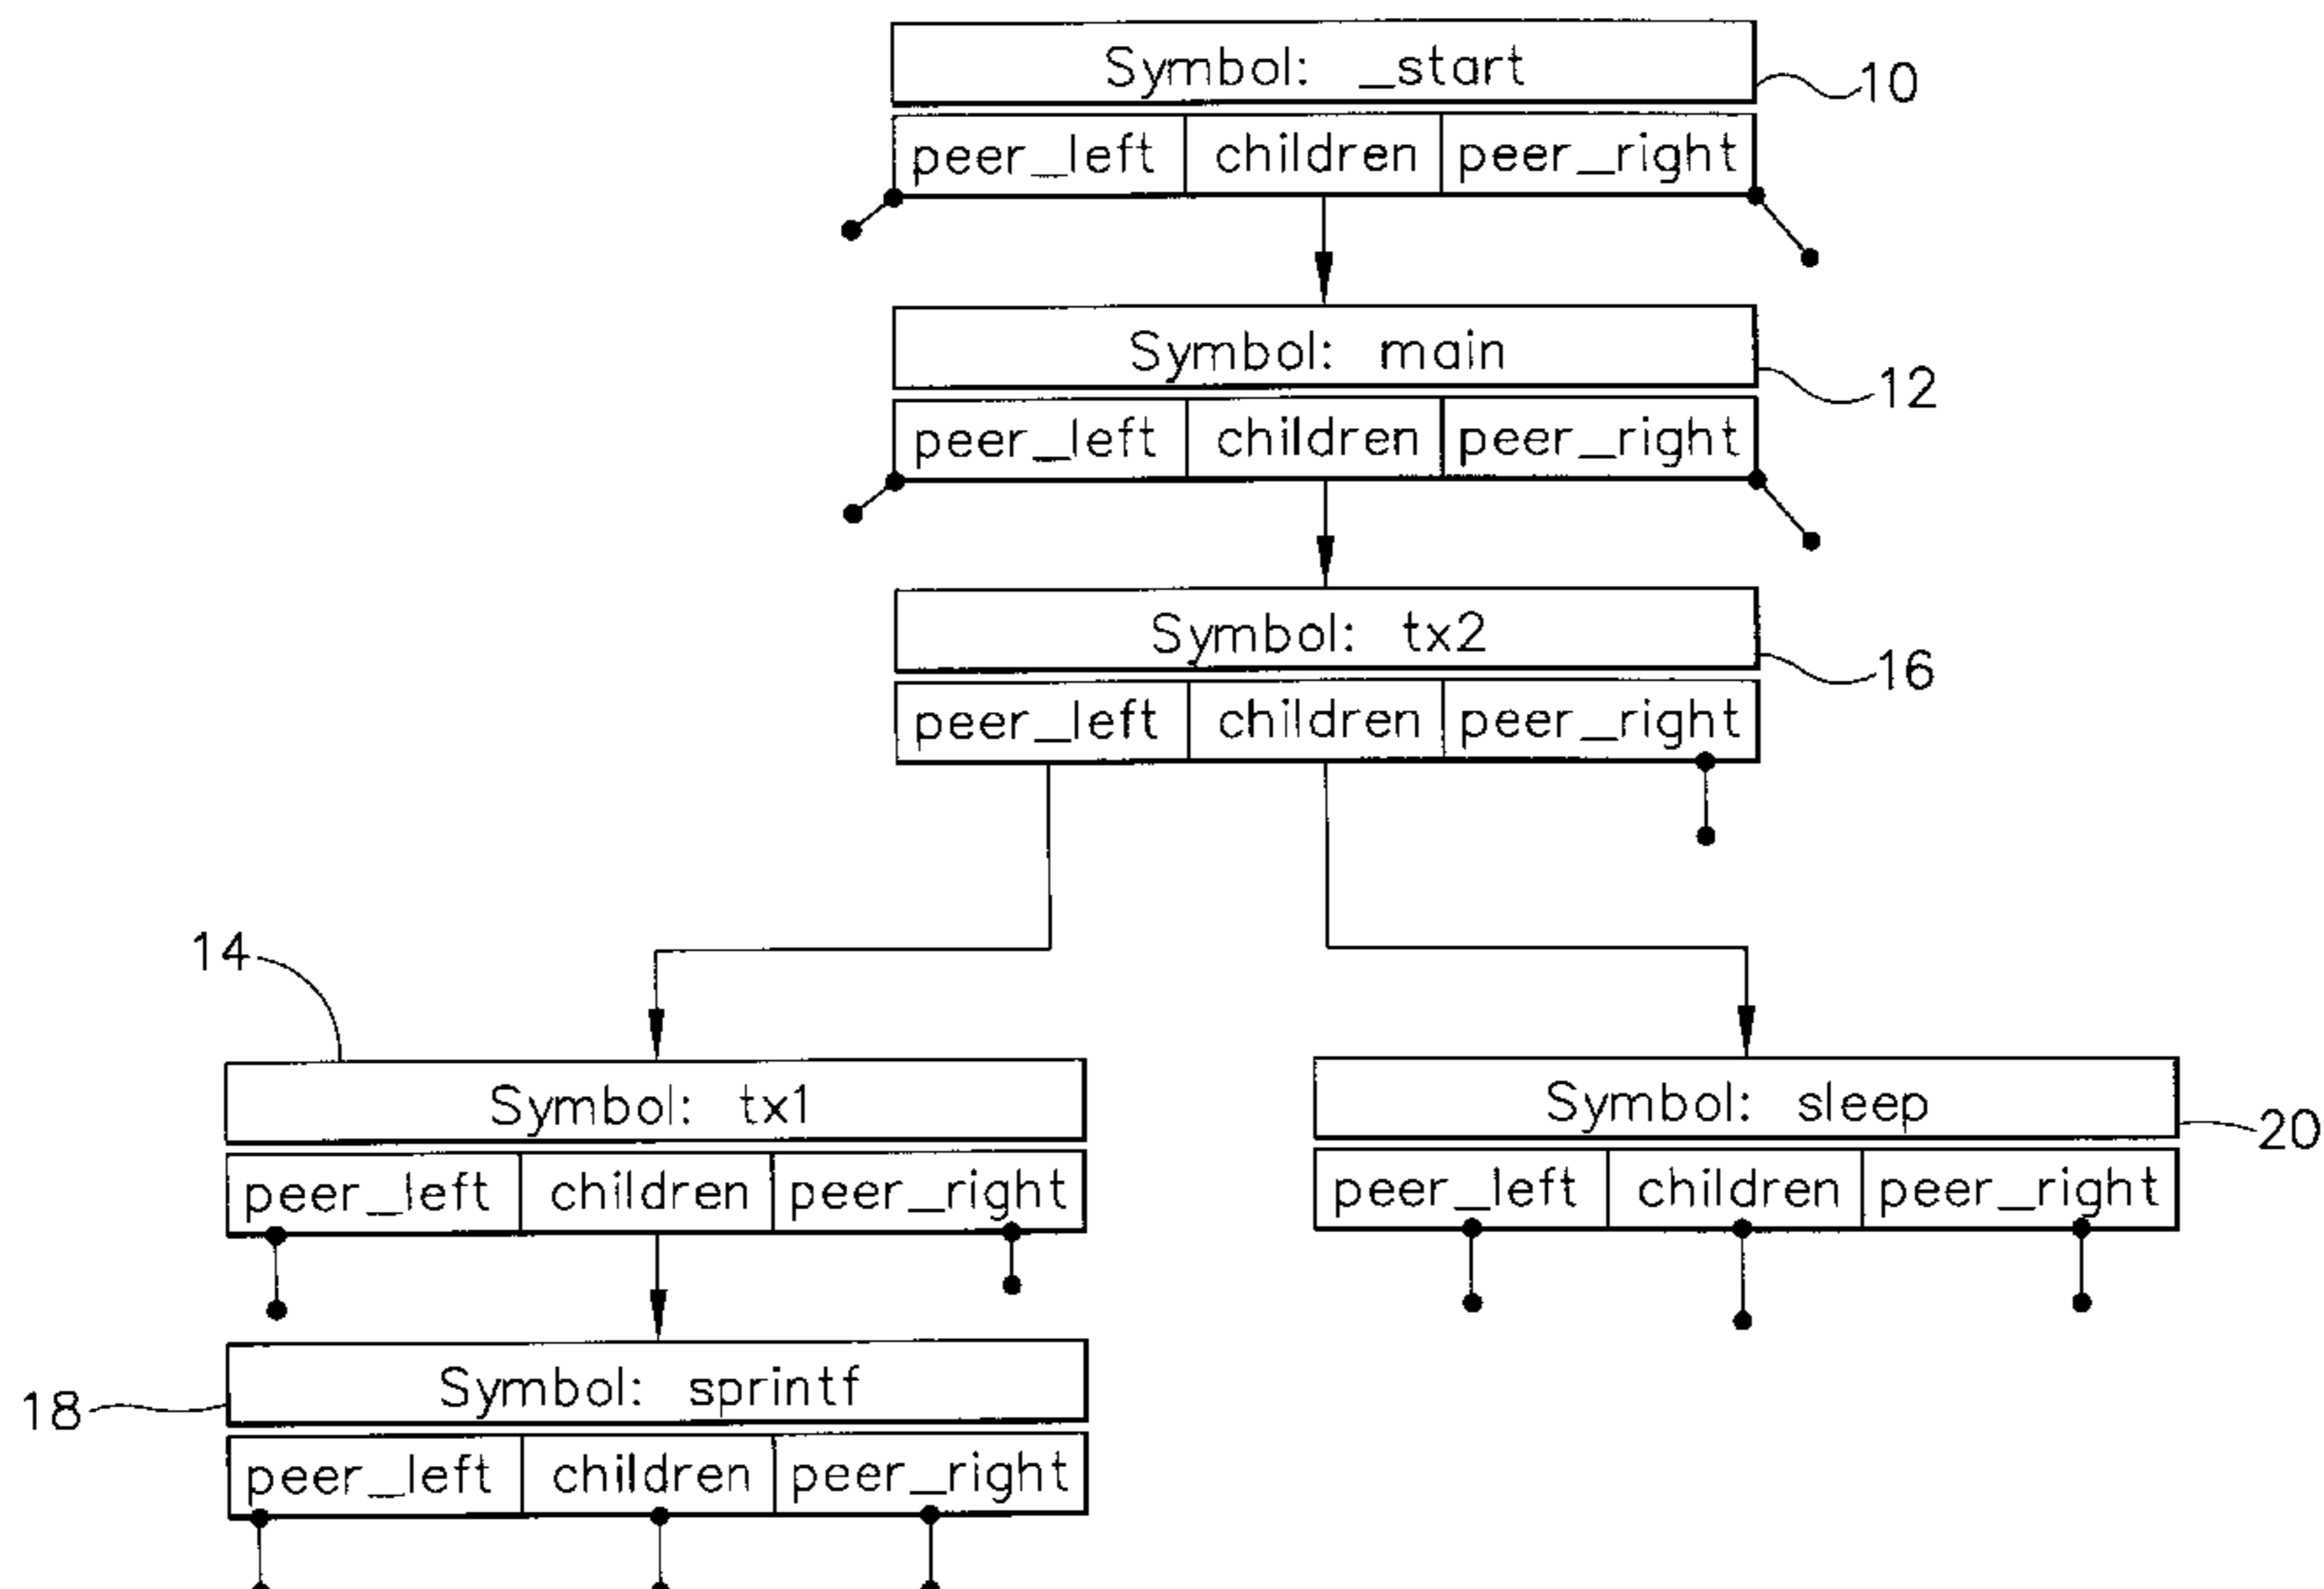 Symbol: _start
10
peer_left children peer_right
Symbol: main
12
peer_left children peer_right
Symbol: tx2
16
peer_left children peer_right
14
Symbol: tx1
Symbol: sleep
20
peer_left children peer_right
peer_left children peer_right
Symbol: sprintf
18
peer_left children peer_right